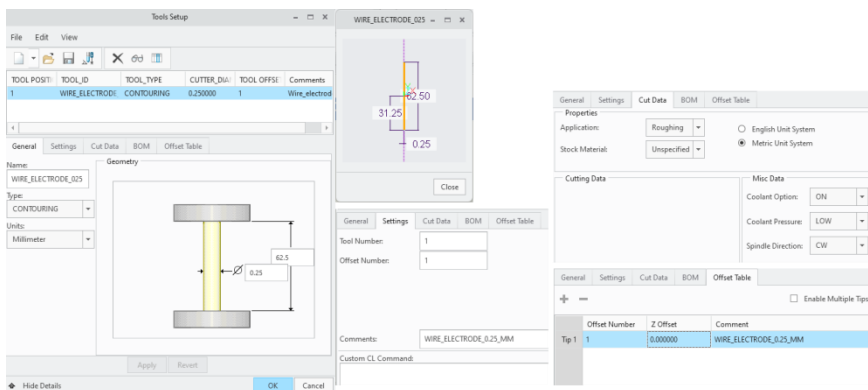 Tools Setup
File Edit View
TOOL POSITI TOOL_ID TOOL_TYPE CUTTER_DIA TOOL OFFSE Comments
1 WIRE_ELECTRODE CONTOURING 0.250000 1 Wire_electrod
General Settings Cut Data BOM Offset Table
Name:
WIRE_ELECTRODE_025
Type:
CONTOURING
Units:
Millimeter
Geometry
62.5
0.25
Apply Revert
Hide Details OK Cancel
WIRE_ELECTRODE_025
62.50
31.25
0.25
Close
General Settings Cut Data BOM Offset Table
Tool Number: 1
Offset Number: 1
Comments: WIRE_ELECTRODE_0.25_MM
Custom CL Command:
General Settings Cut Data BOM Offset Table
Properties
Application: Roughing English Unit System
Stock Material: Unspecified Metric Unit System
Cutting Data Misc Data
Coolant Option: ON
Coolant Pressure: LOW
Spindle Direction: CW
General Settings Cut Data BOM Offset Table
Enable Multiple Tips
Offset Number Z Offset Comment
Tip 1 1 0.000000 WIRE_ELECTRODE_0.25_MM